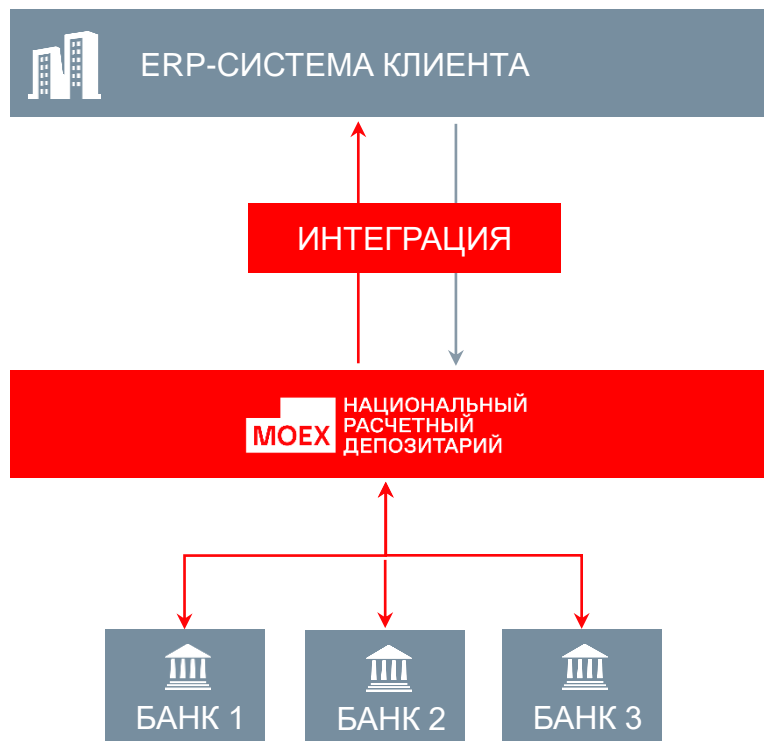 ERP-СИСТЕМА КЛИЕНТА
ИНТЕГРАЦИЯ
MOEX
НАЦИОНАЛЬНЫЙ
РАСЧЕТНЫЙ
ДЕПОЗИТАРИЙ
БАНК 1
БАНК 2
БАНК 3